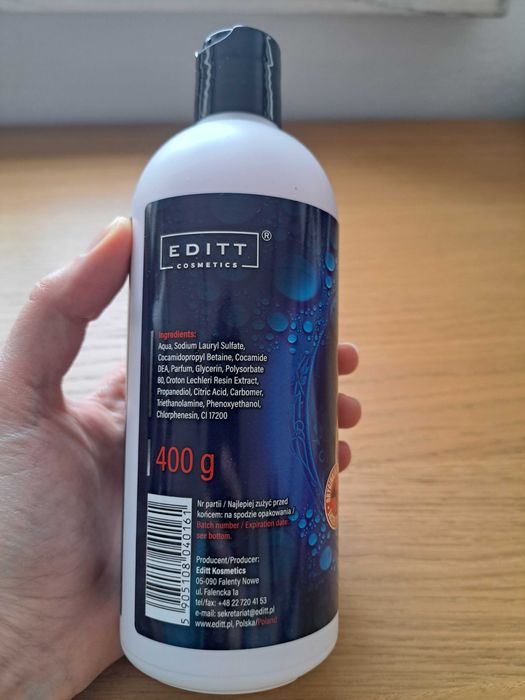 EDITT®
COSMETICS
Ingredients:
Aqua, Sodium Lauryl Sulfate,
Cocamidopropyl Betaine, Cocamide
DEA, Parfum, Glycerin, Polysorbate
80, Croton Lechleri Resin Extract,
Propanediol, Citric Acid, Carbomer,
Triethanolamine, Phenoxyethanol,
Chlorphenesin, CI 17200
400 g
Nr partii / Najlepiej zużyć przed
końcem: na spodzie opakowania /
Batch number / Expiration date:
see bottom.
Producent/Producer:
Editt Kosmetics
05-090 Falenty Nowe
ul. Falencka 1a
tel/fax: +48 22 720 41 53
e-mail: sekretariat@editt.pl
www.editt.pl, Polska/Poland
5 905108 040161